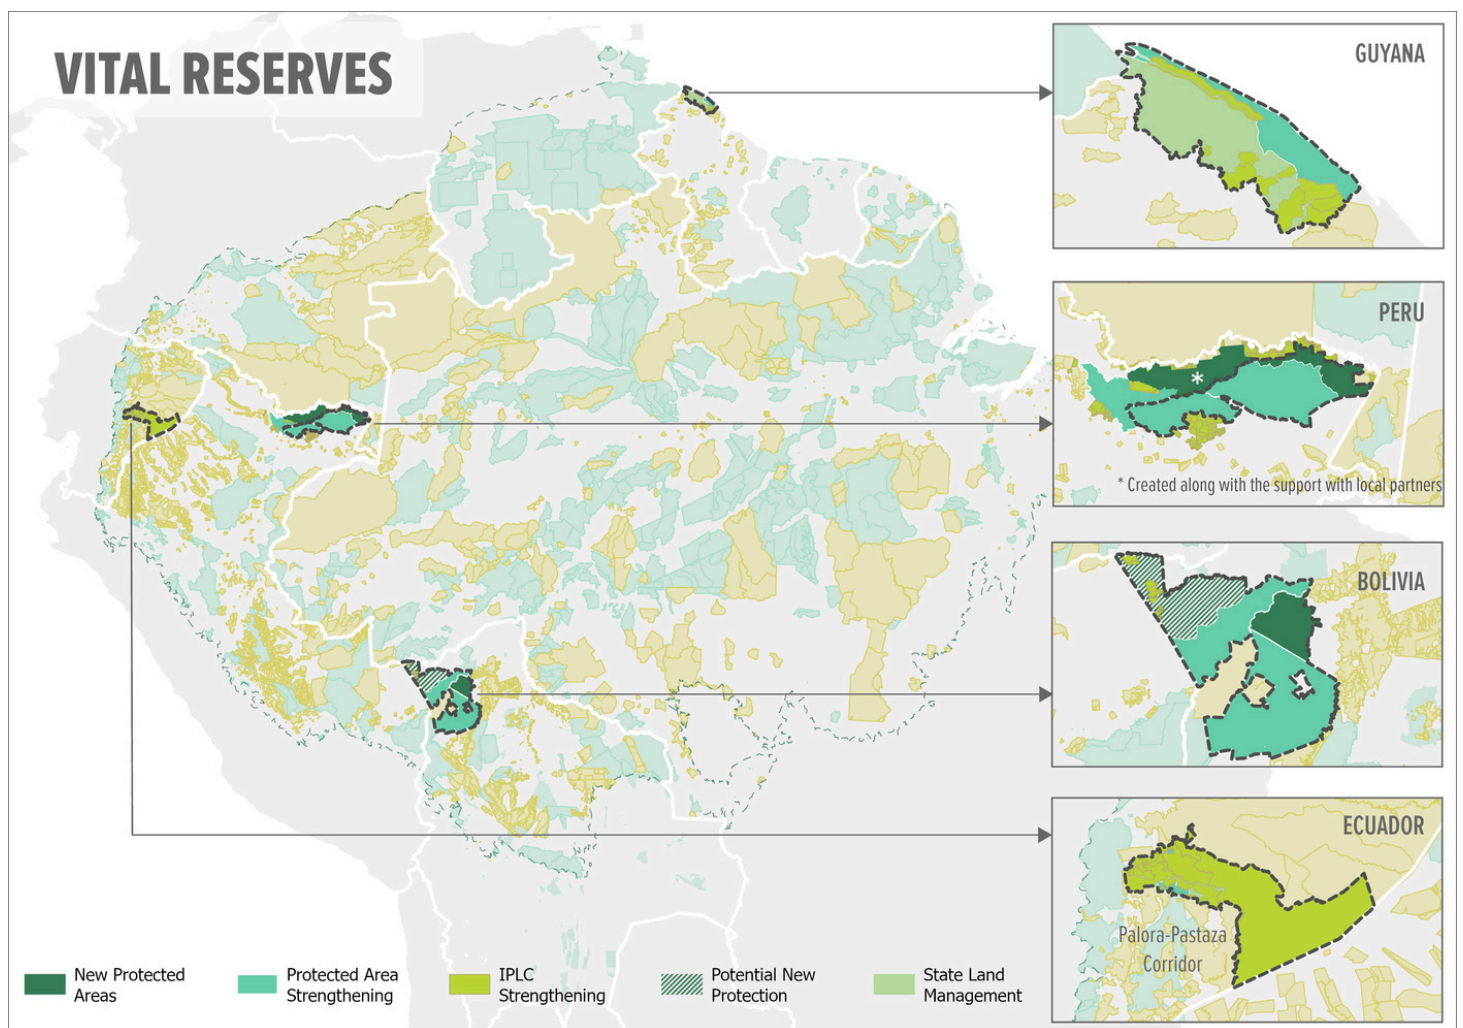 VITAL RESERVES
GUYANA
PERU
*
* Created along with the support with local partners
BOLIVIA
ECUADOR
Palora-Pastaza
Corridor
New Protected
Areas
Protected Area
Strengthening
IPLC
Strengthening
Potential New
Protection
State Land
Management